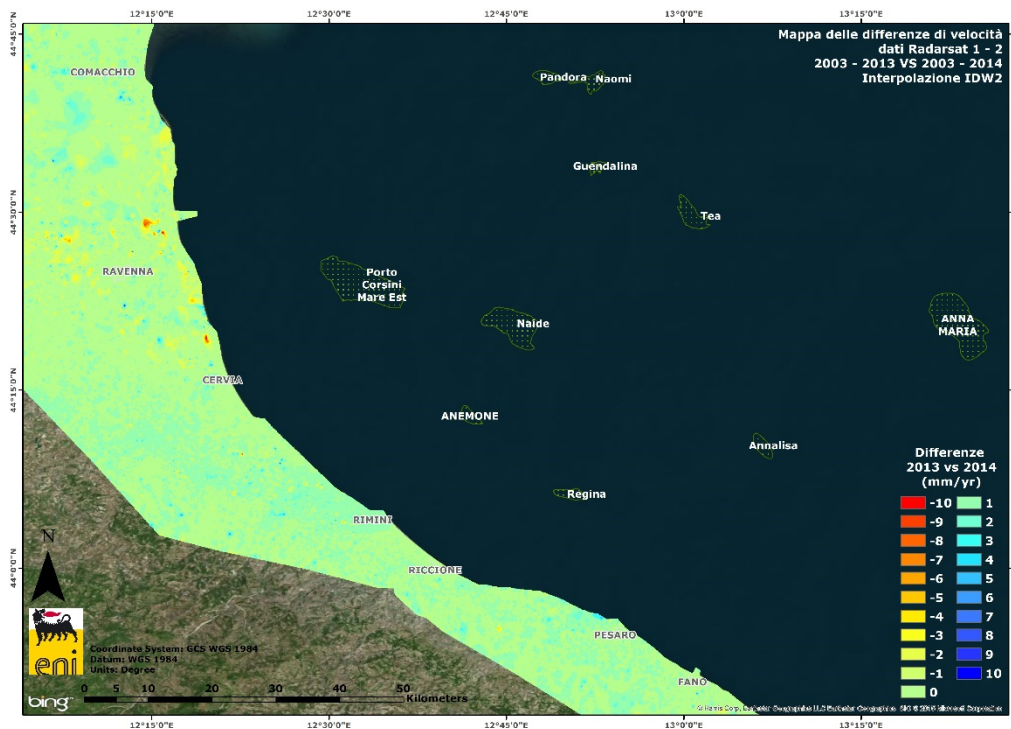 12°15'0"E 12°30'0"E 12°45'0"E 13°0'0"E 13°15'0"E
44°45'0"N
Mappa delle differenze di velocità
dati Radarsat 1 - 2
2003 - 2013 VS 2003 - 2014
Interpolazione IDW2
COMACCHIO
Pandora
Naomi
Guendalina
44°30'0"N
Tea
RAVENNA
Porto
Corsini
Mare Est
Naide
ANNA
MARIA
CERVIA
44°15'0"N
ANEMONE
Annalisa
Regina
RIMINI
RICCIONE
44°0'0"N
PESARO
FANO
Differenze
2013 vs 2014
(mm/yr)
-10 1
-9 2
-8 3
-7 4
-6 5
-5 6
-4 7
-3 8
-2 9
-1 10
0
N
eni
Coordinate System: GCS WGS 1984
Datum: WGS 1984
Units: Degree
0 5 10 20 30 40 50
Kilometers
bing
12°15'0"E 12°30'0"E 12°45'0"E 13°0'0"E 13°15'0"E